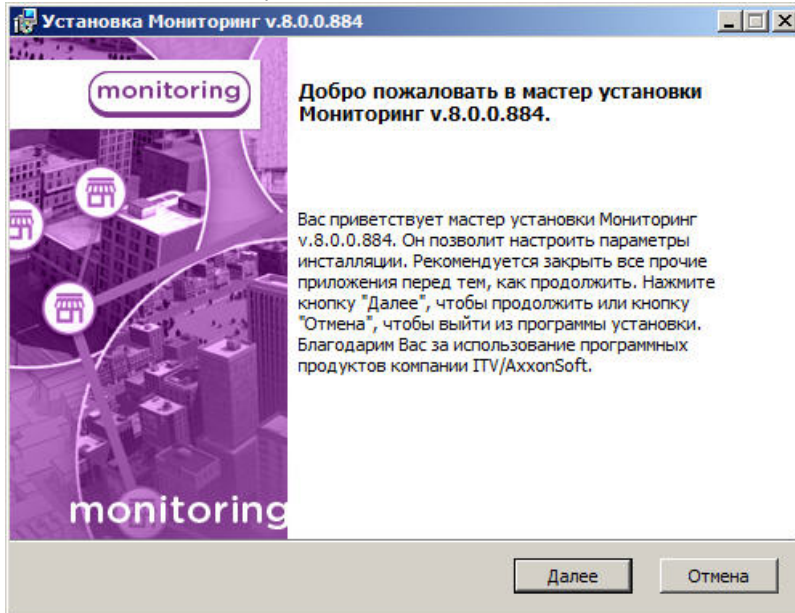 Установка Мониторинг v.8.0.0.884
monitoring
Добро пожаловать в мастер установки
Мониторинг v.8.0.0.884.
Вас приветствует мастер установки Мониторинг
v.8.0.0.884. Он позволит настроить параметры
инсталляции. Рекомендуется закрыть все прочие
приложения перед тем, как продолжить. Нажмите
кнопку "Далее", чтобы продолжить или кнопку
"Отмена", чтобы выйти из программы установки.
Благодарим Вас за использование программных
продуктов компании ITV/AxxonSoft.
monitoring
Далее
Отмена